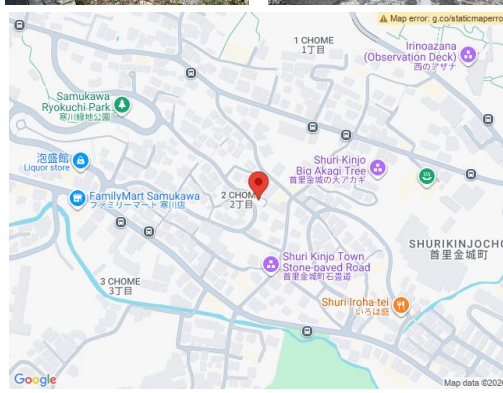 Map error: g.co/staticmaperro
1 CHOME
1丁目
Irinoazana
(Observation Deck)
西のアザナ
Samukawa
Ryokuchi Park
寒川緑地公園
泡盛館
Liquor store
Shuri-Kinjo
Big Akagi Tree
首里金城の大アカギ
FamilyMart Samukawa
ファミリーマート 寒川店
2 CHOME
2丁目
SHURIKINJOCHO
首里金城町
Shuri Kinjo Town
Stone-paved Road
首里金城町石畳道
3 CHOME
3丁目
Shuri Iroha-tei
いろは庭
Google
Map data ©2026